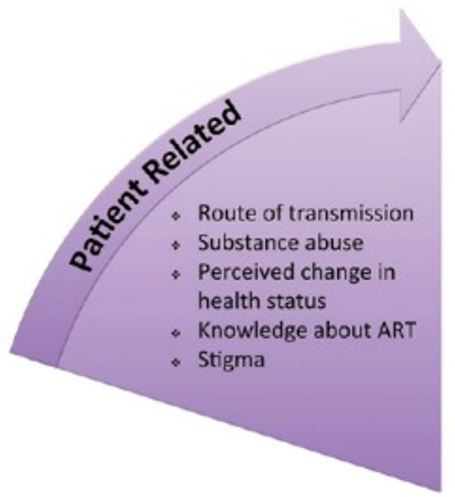 Patient Related
Route of transmission
Substance abuse
Perceived change in
health status
Knowledge about ART
Stigma